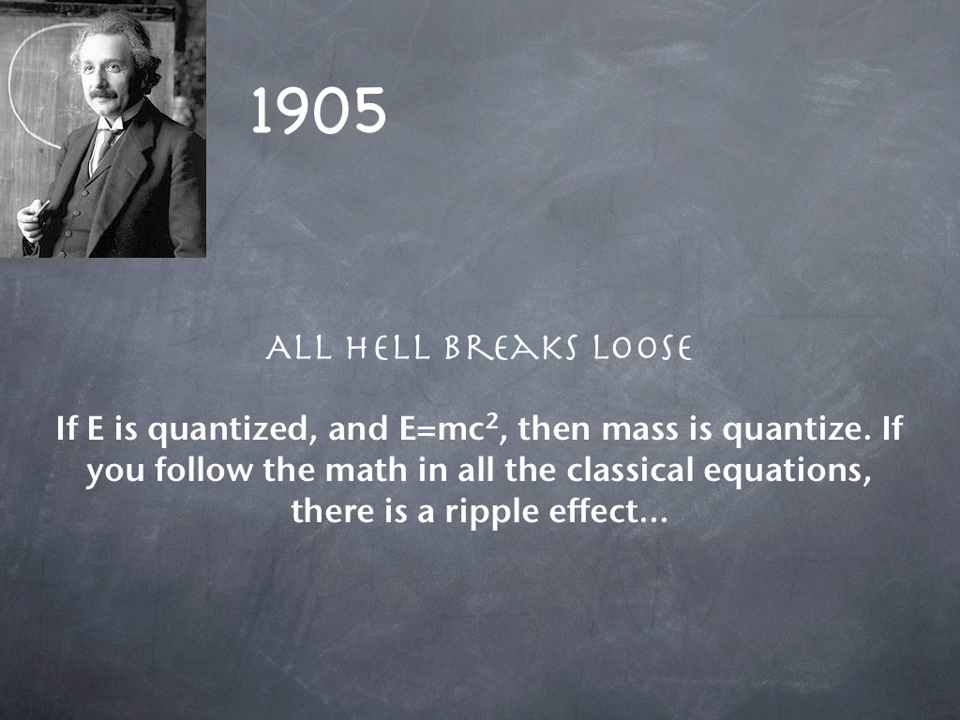 1905
ALL HELL BREAKS LOOSE
If E is quantized, and E=mc², then mass is quantize. If
you follow the math in all the classical equations,
there is a ripple effect...